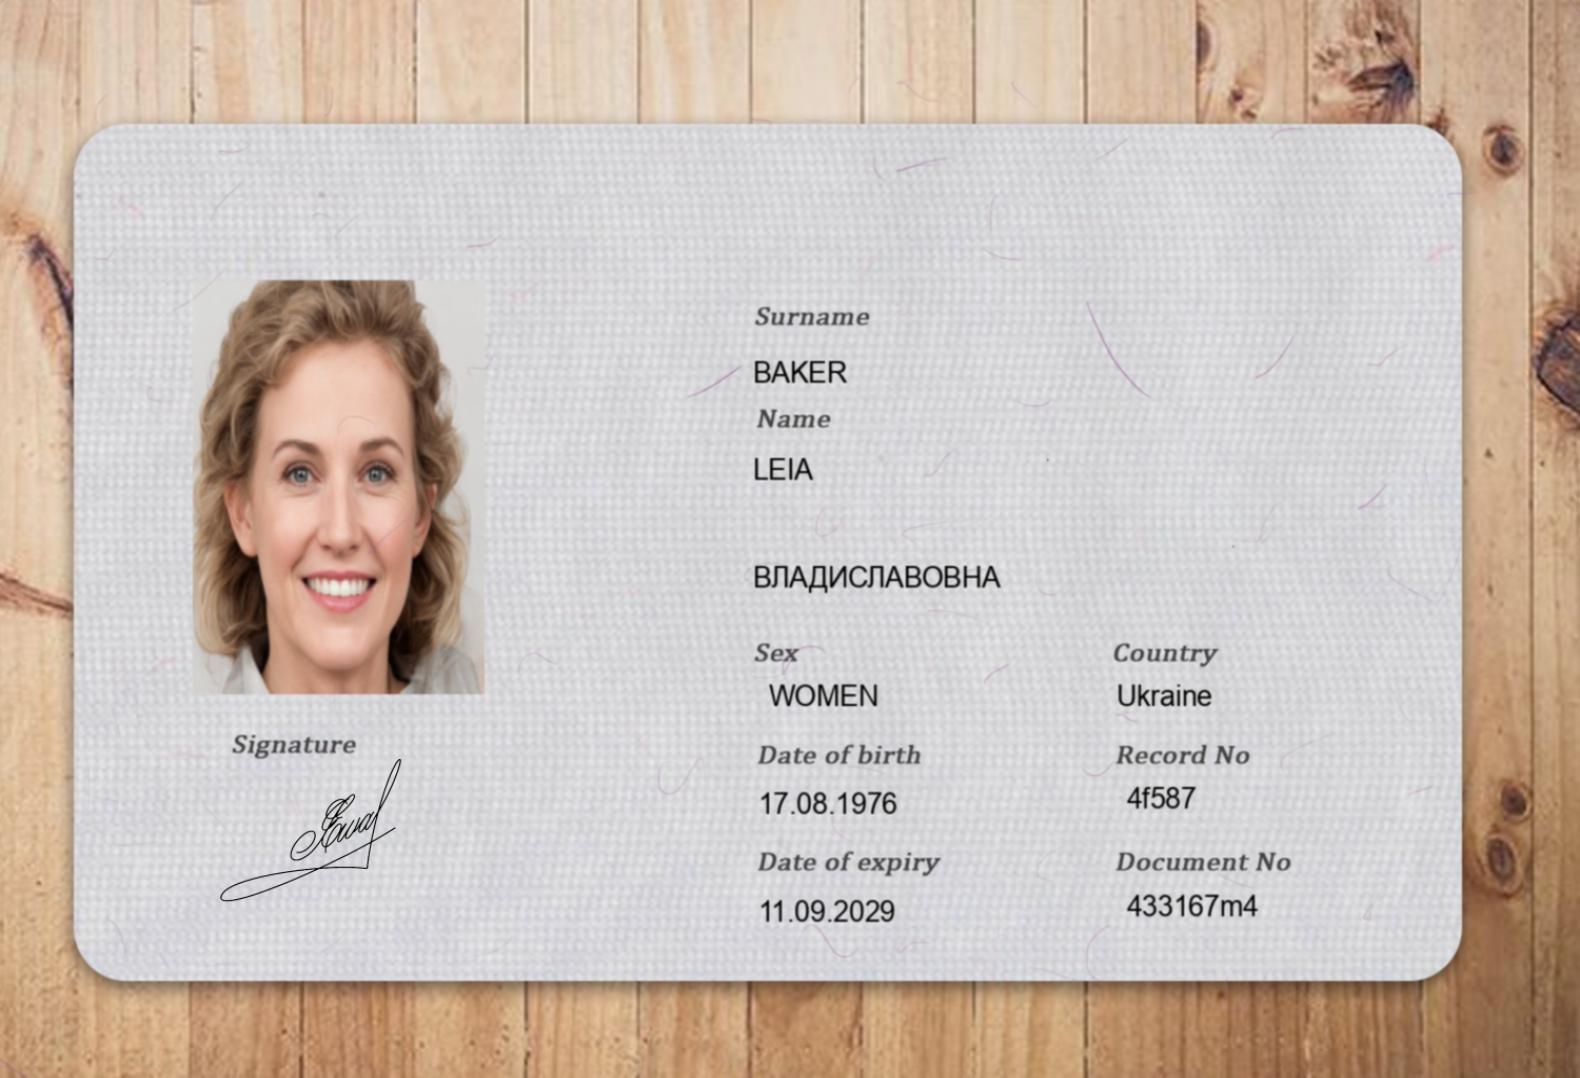 Surname
BAKER
Name
LEIA
ВЛАДИСЛАВОВНА
Sex
Country
WOMEN
Ukraine
Signature
Date of birth
Record No
17.08.1976
4f587
Date of expiry
Document No
11.09.2029
433167m4